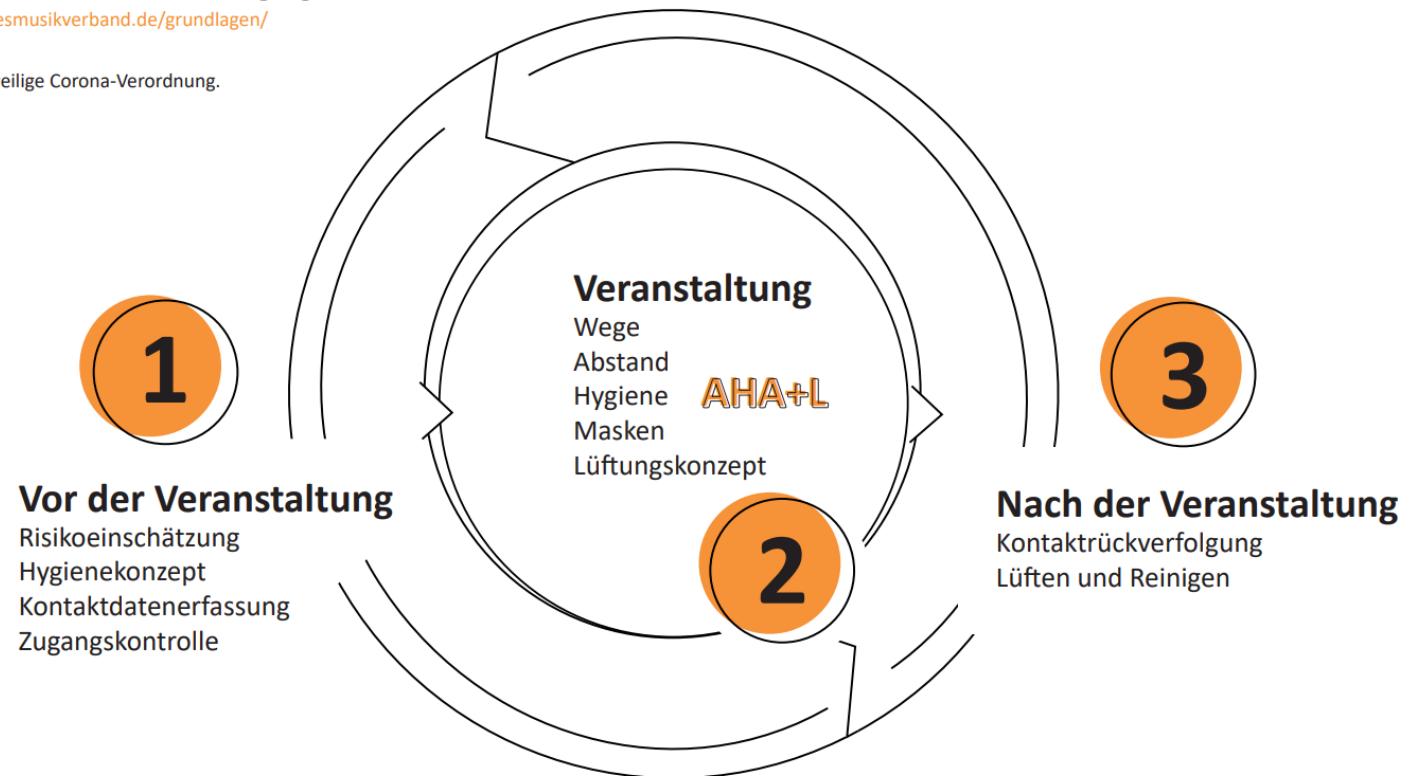 esmusikverband.de/grundlagen/
eilige Corona-Verordnung.
1
Vor der Veranstaltung
Risikoeinschätzung
Hygienekonzept
Kontaktdatenerfassung
Zugangskontrolle
Veranstaltung
Wege
Abstand
Hygiene
AHA+L
Masken
Lüftungskonzept
2
3
Nach der Veranstaltung
Kontaktrückverfolgung
Lüften und Reinigen